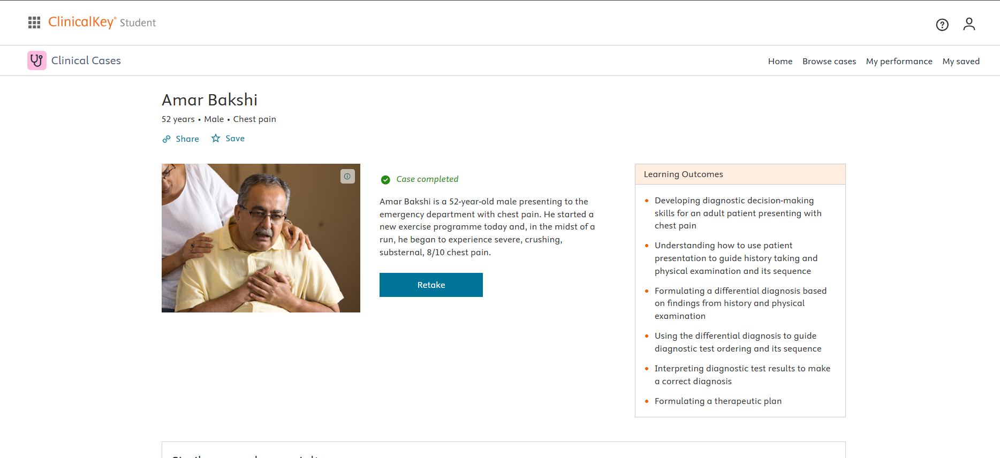 ClinicalKey® Student
Clinical Cases
Home Browse cases My performance My saved
Amar Bakshi
52 years • Male • Chest pain
Share Save
Case completed
Amar Bakshi is a 52-year-old male presenting to the
emergency department with chest pain. He started a
new exercise programme today and, in the midst of a
run, he began to experience severe, crushing,
substernal, 8/10 chest pain.
Retake
Learning Outcomes
• Developing diagnostic decision-making
skills for an adult patient presenting with
chest pain
• Understanding how to use patient
presentation to guide history taking and
physical examination and its sequence
• Formulating a differential diagnosis based
on findings from history and physical
examination
• Using the differential diagnosis to guide
diagnostic test ordering and its sequence
• Interpreting diagnostic test results to make
a correct diagnosis
• Formulating a therapeutic plan